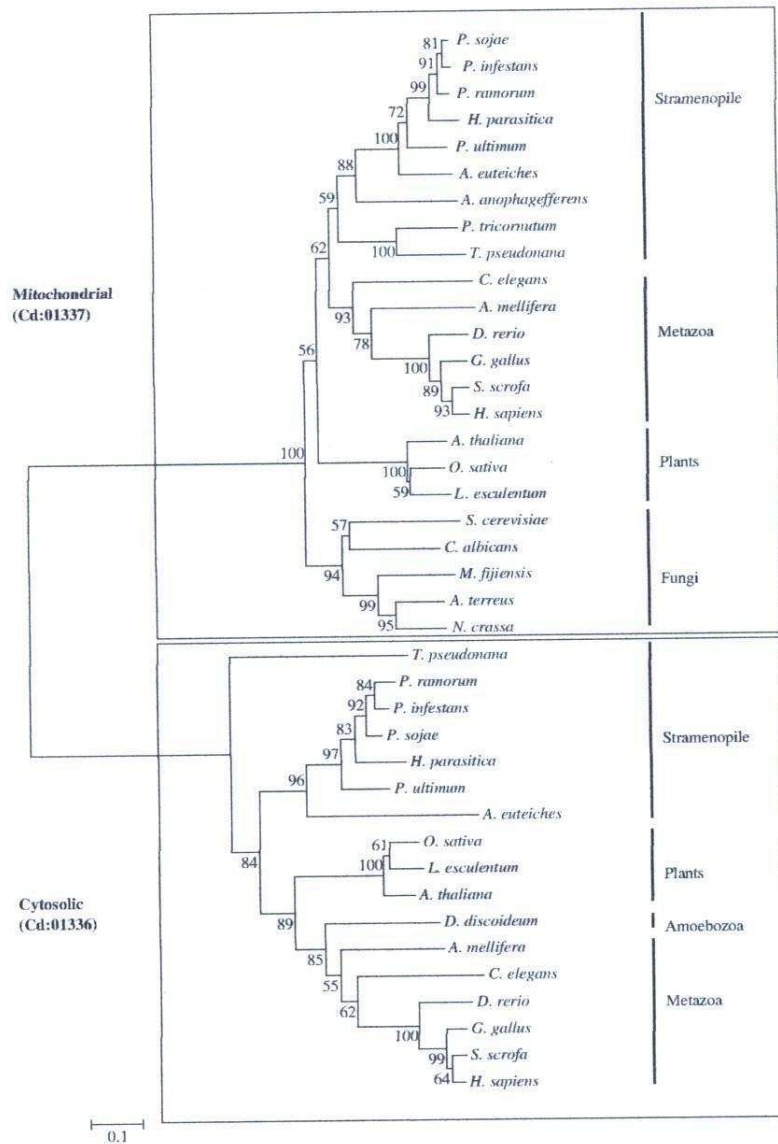 81
P. sojae
P. infestans
91
P. ramorum
99
H. parasitica
72
P. ultimum
100
A. euteiches
88
A. anophagefferens
59
P. tricornutum
100
T. pseudonana
Stramenopile
62
C. elegans
93
A. mellifera
78
D. rerio
100
G. gallus
89
S. scrofa
93
H. sapiens
Metazoa
Mitochondrial
(Cd:01337)
56
A. thaliana
100
O. sativa
59
L. esculentum
Plants
100
57
S. cerevisiae
C. albicans
94
M. fijiensis
99
A. terreus
95
N. crassa
Fungi
T. pseudonana
84
P. ramorum
92
P. infestans
83
P. sojae
97
H. parasitica
96
P. ultimum
A. euteiches
Stramenopile
84
61
O. sativa
100
L. esculentum
A. thaliana
Plants
Cytosolic
(Cd:01336)
89
D. discoideum
Amoebozoa
85
A. mellifera
55
C. elegans
62
D. rerio
100
G. gallus
99
S. scrofa
64
H. sapiens
Metazoa
0.1